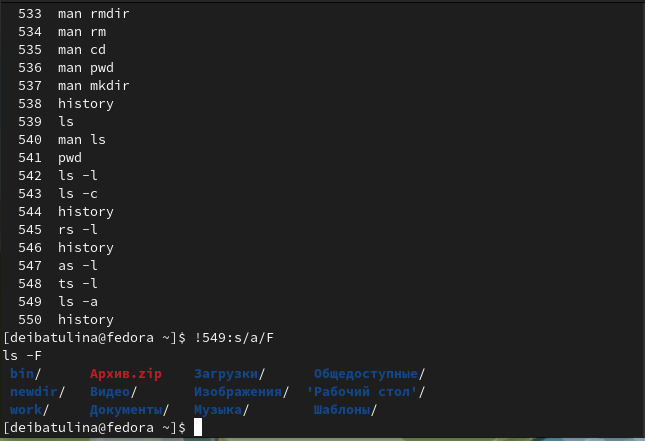 533 man rmdir
534 man rm
535 man cd
536 man pwd
537 man mkdir
538 history
539 ls
540 man ls
541 pwd
542 ls -l
543 ls -c
544 history
545 rs -l
546 history
547 as -l
548 ts -l
549 ls -a
550 history
[deibatulina@fedora ~]$ !549:s/a/F
ls -F
bin/ Архив.zip Загрузки/ Общедоступные/
newdir/ Видео/ Изображения/ 'Рабочий стол'/
work/ Документы/ Музыка/ Шаблоны/
[deibatulina@fedora ~]$